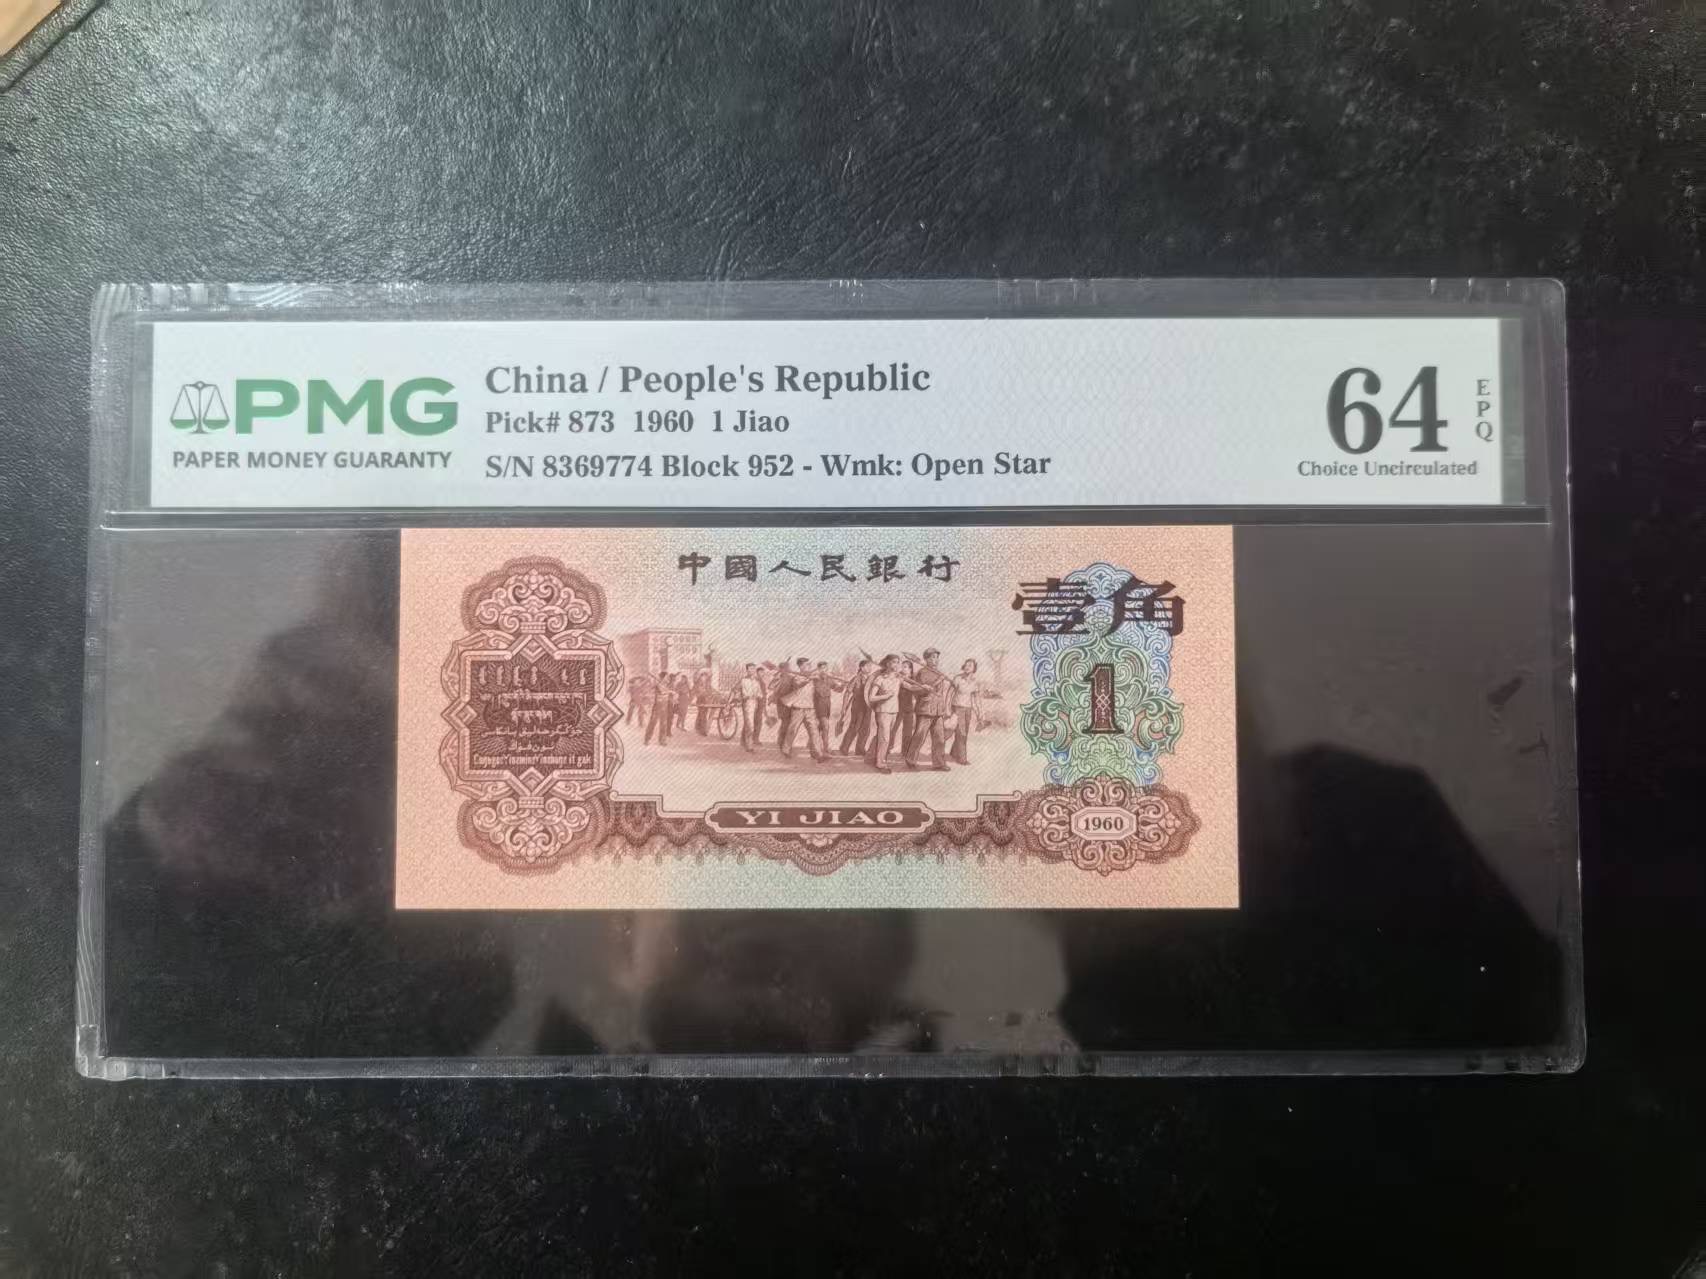 PMG
PAPER MONEY GUARANTY
China / People's Republic
Pick# 873 1960 1 Jiao
S/N 8369774 Block 952 - Wmk: Open Star
64
EPQ
Choice Uncirculated
中國人民銀行
壹角
1
YI JIAO
1960